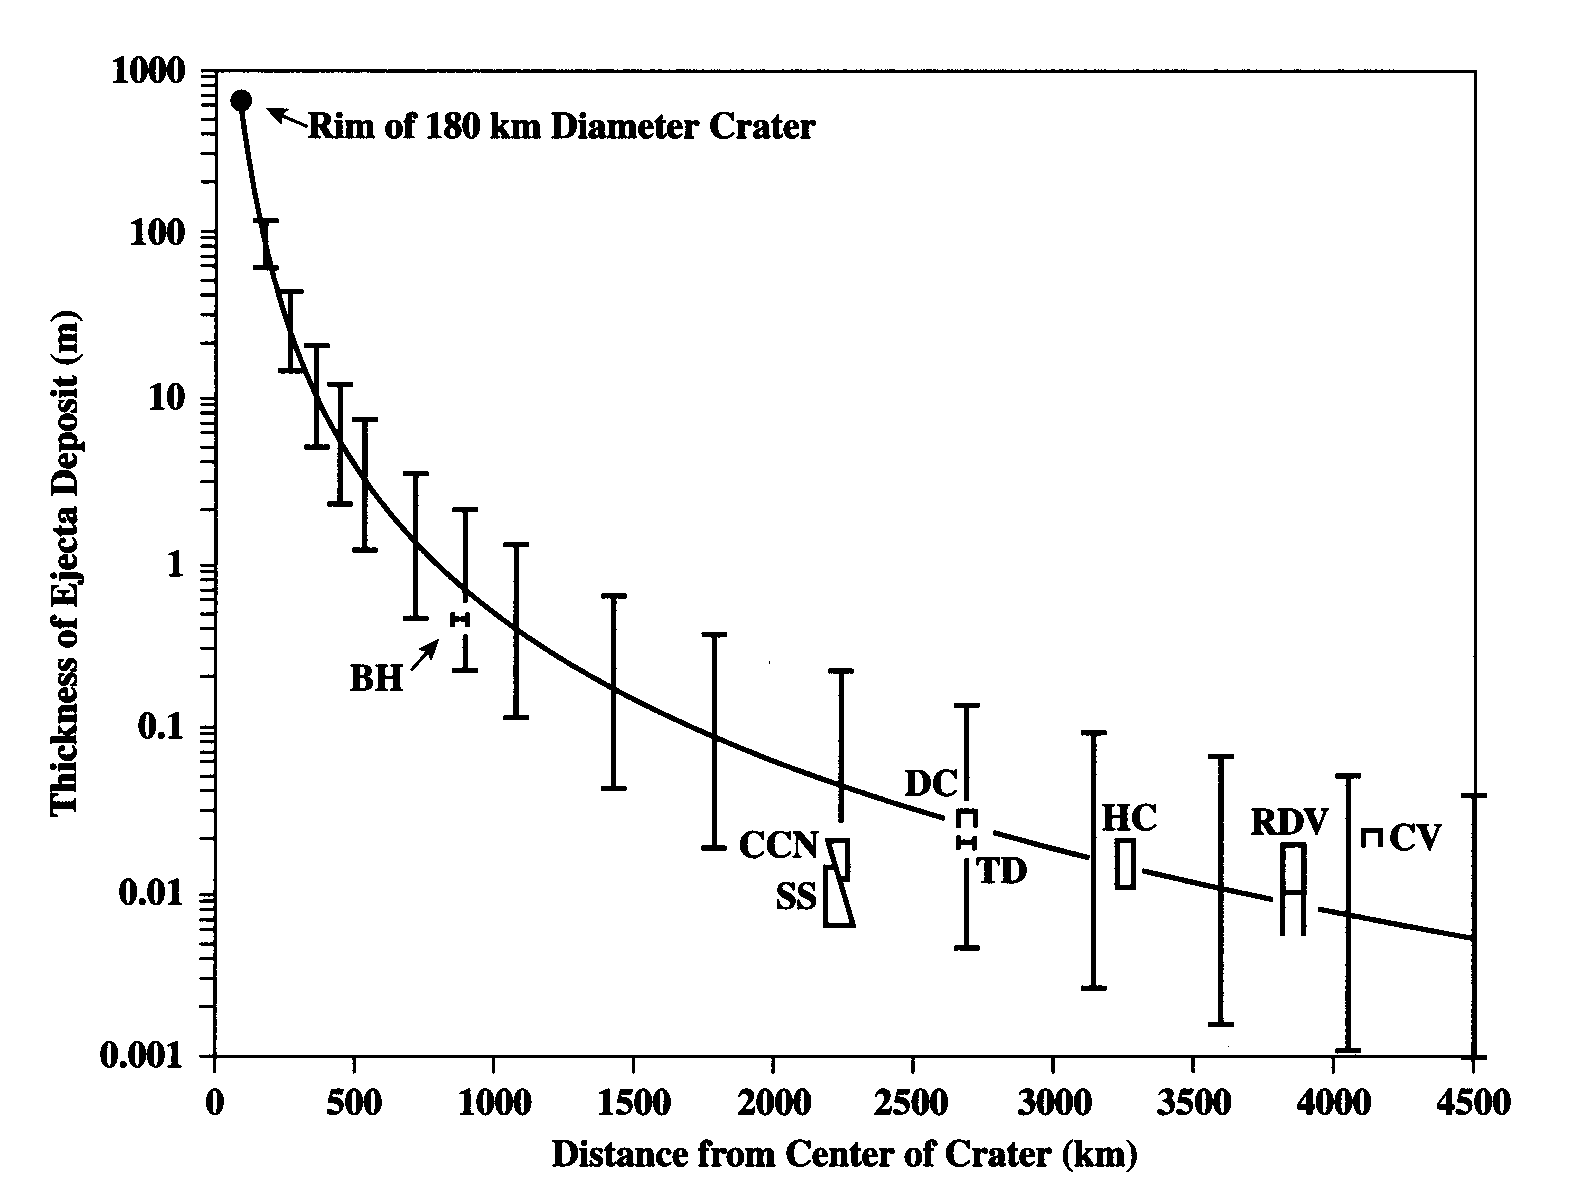 1000
Rim of 180 km Diameter Crater
100
10
1
BH
0.1
DC
CCN
HC
RDV
CV
TD
SS
0.01
0.001
0
500
1000
1500
2000
2500
3000
3500
4000
4500
Distance from Center of Crater (km)
Thickness of Ejecta Deposit (m)